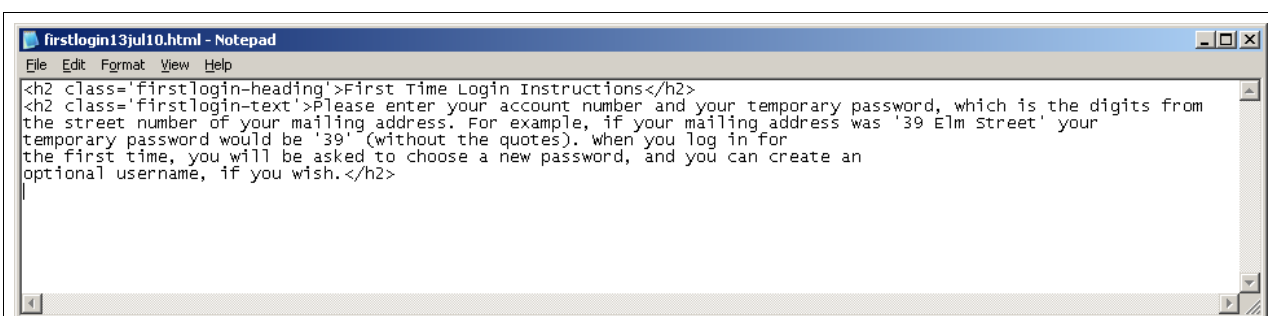 firstlogin13jul10.html - Notepad
File Edit Format View Help
<h2 class='firstlogin-heading'>First Time Login Instructions</h2>
<h2 class='firstlogin-text'>Please enter your account number and your temporary password, which is the digits from
the street number of your mailing address. For example, if your mailing address was '39 Elm Street' your
temporary password would be '39' (without the quotes). When you log in for
the first time, you will be asked to choose a new password, and you can create an
optional username, if you wish.</h2>